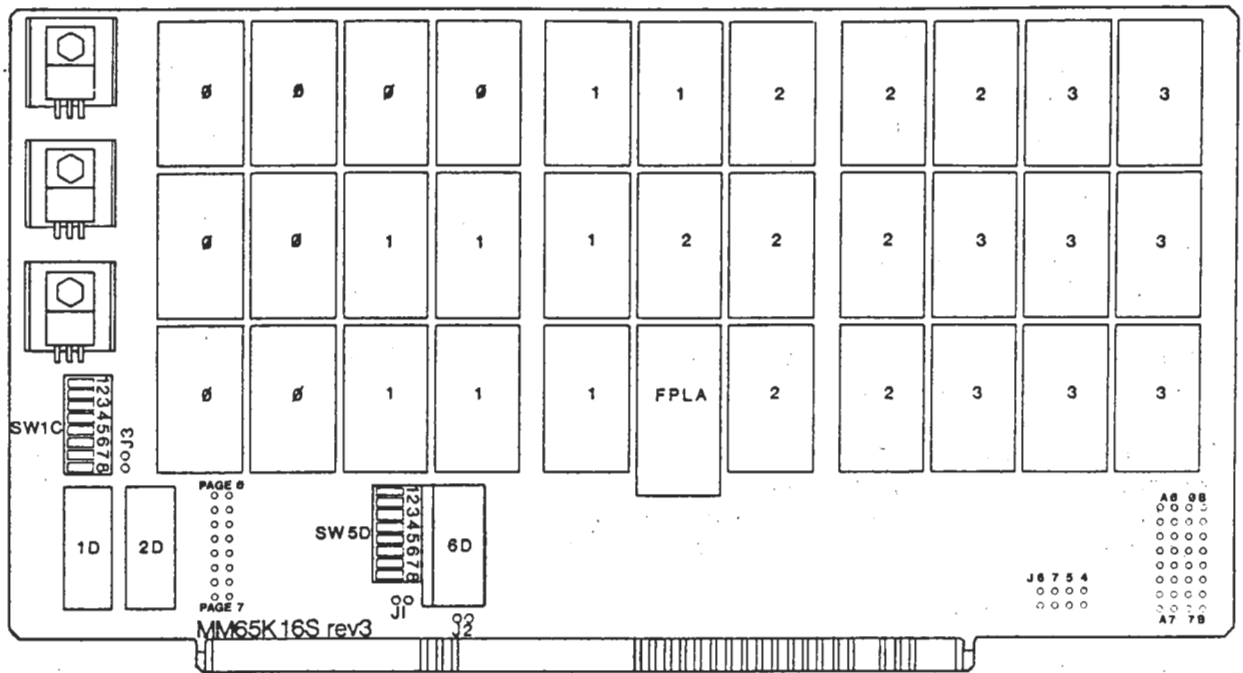 Ø Ø Ø Ø 1 1 2 2 2 3 3
Ø Ø 1 1 1 2 2 2 3 3 3
Ø Ø 1 1 1 FPLA 2 2 3 3 3
SW1C 12345678 J3
PAGE 6
1D 2D
PAGE 7
SW5D 12345678 6D
J1
J2
J6 7 5 4
A6 9B
A7 7B
MM65K16S rev3